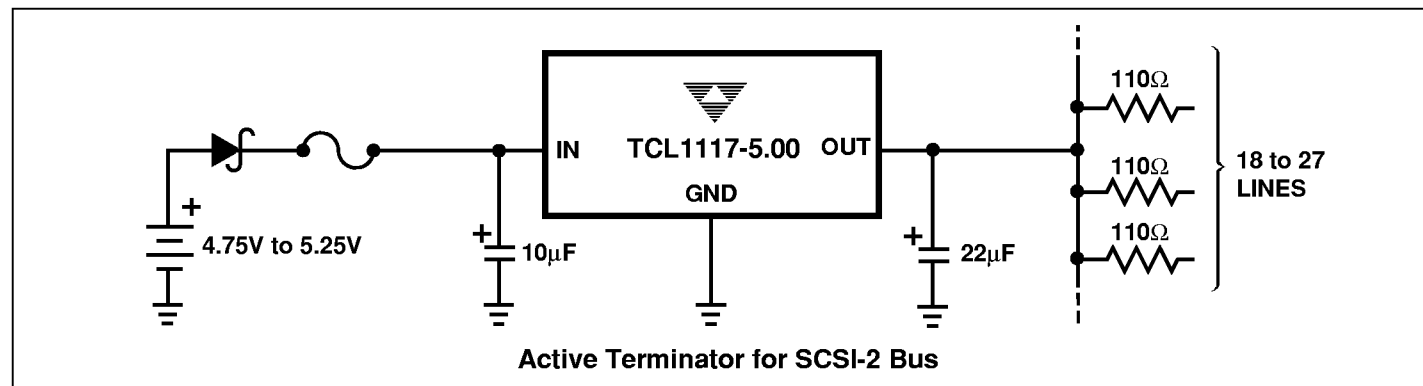 110Ω
IN
TCL1117-5.00
OUT
GND
+
4.75V to 5.25V
+
10μF
+
22μF
110Ω
110Ω
18 to 27
LINES
Active Terminator for SCSI-2 Bus